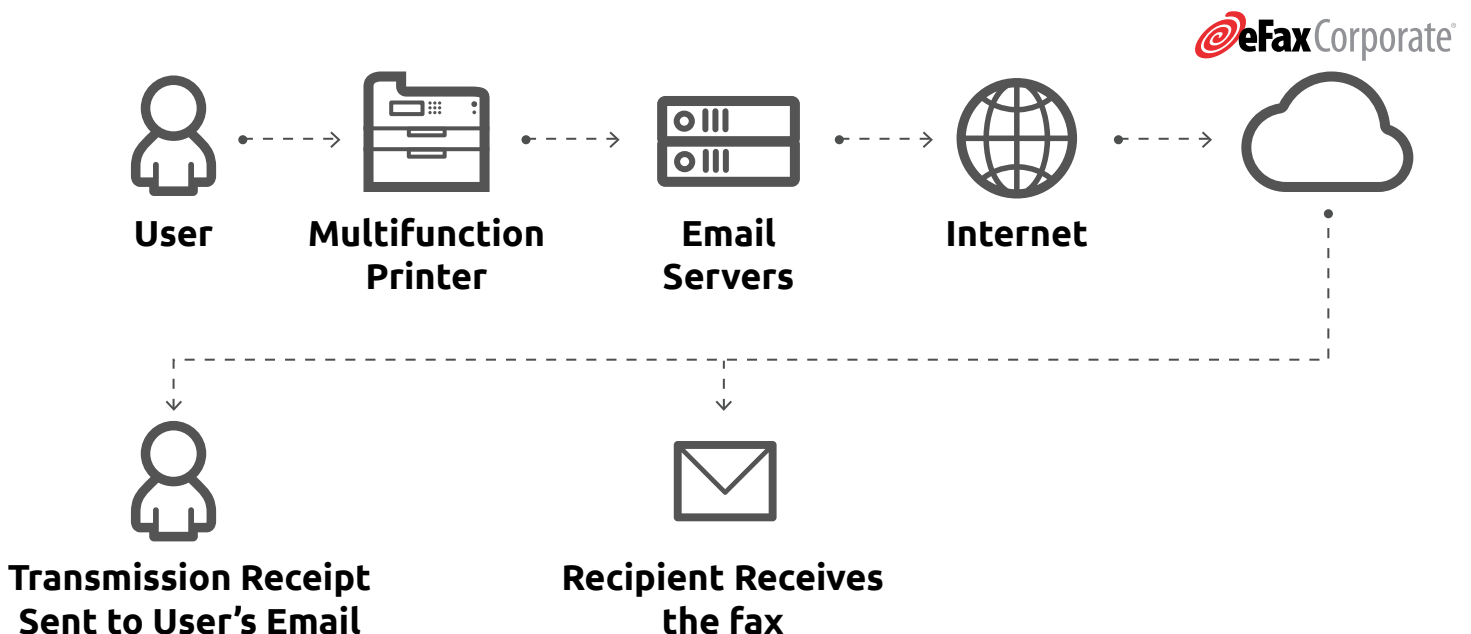 eFax Corporate®
User
Multifunction
Printer
Email
Servers
Internet
Transmission Receipt
Sent to User’s Email
Recipient Receives
the fax